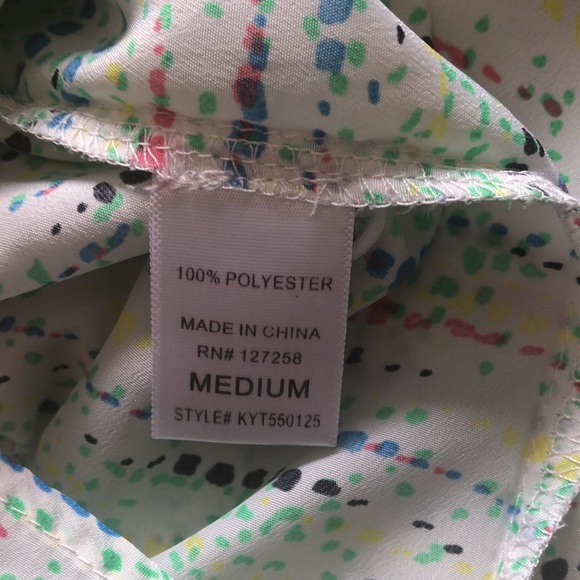 100% POLYESTER
MADE IN CHINA
RN# 127258
MEDIUM
STYLE# KYT550125